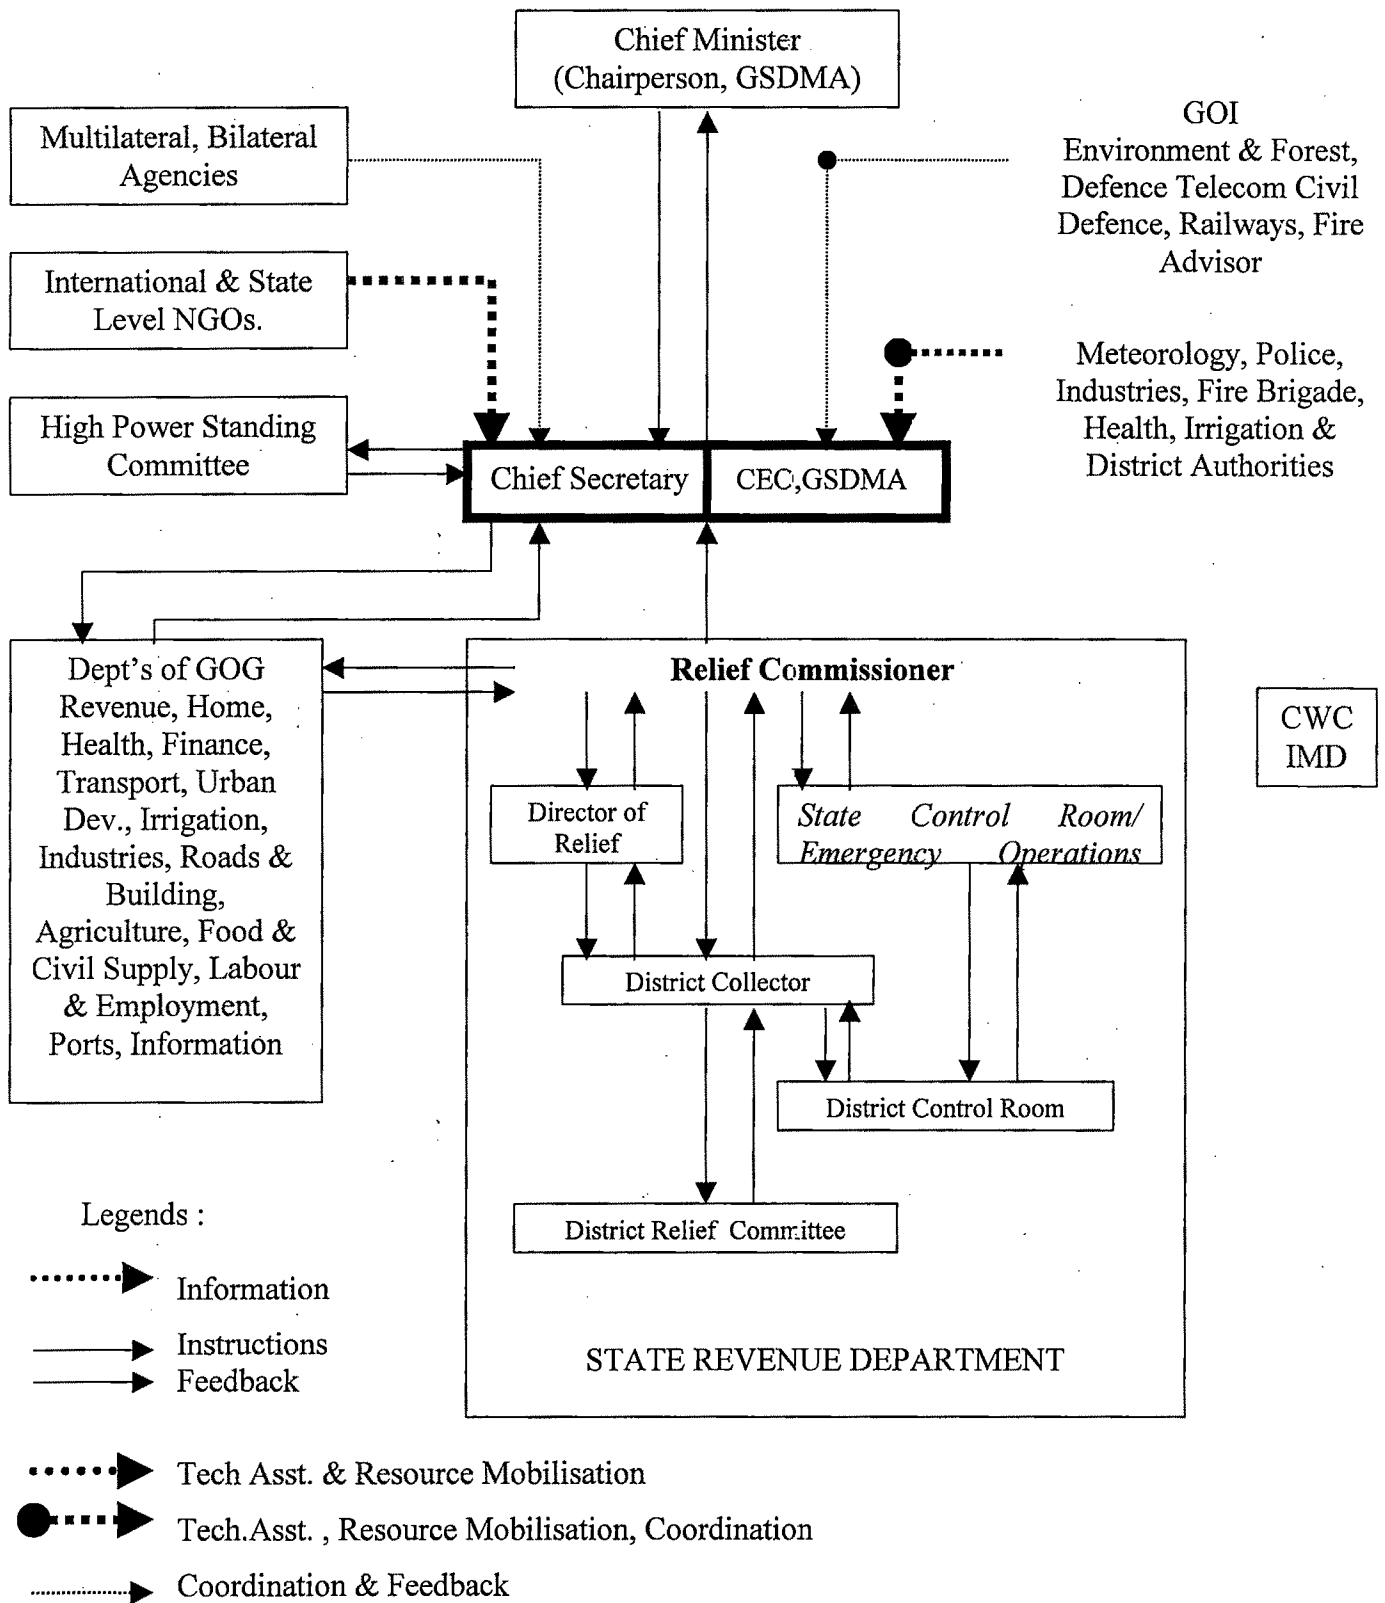 Chief Minister
(Chairperson, GSDMA)
Multilateral, Bilateral
Agencies
GOI
Environment & Forest,
Defence Telecom Civil
Defence, Railways, Fire
Advisor
International & State
Level NGOs.
Meteorology, Police,
Industries, Fire Brigade,
Health, Irrigation &
District Authorities
High Power Standing
Committee
Chief Secretary
CEO,GSDMA
Dept's of GOG
Revenue, Home,
Health, Finance,
Transport, Urban
Dev., Irrigation,
Industries, Roads &
Building,
Agriculture, Food &
Civil Supply, Labour
& Employment,
Ports, Information
Relief Commissioner
CWC
IMD
Director of
Relief
State Control Room/
Emergency Operations
District Collector
District Control Room
District Relief Committee
STATE REVENUE DEPARTMENT
Legends :
Information
Instructions
Feedback
Tech Asst. & Resource Mobilisation
Tech.Asst. , Resource Mobilisation, Coordination
Coordination & Feedback